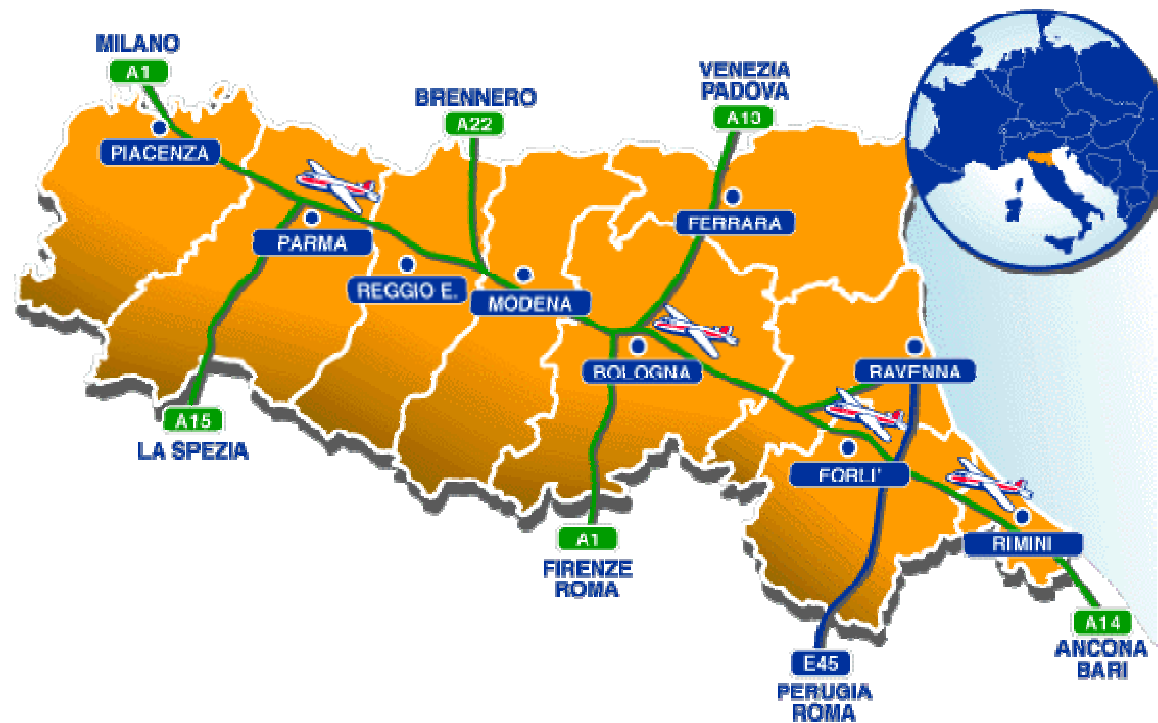 MILANO
A1
BRENNERO
A22
VENEZIA
PADOVA
A13
PIACENZA
FERRARA
PARMA
REGGIO E.
MODENA
BOLOGNA
RAVENNA
A15
LA SPEZIA
FORLI'
A1
FIRENZE
ROMA
RIMINI
A14
ANCONA
BARI
E45
PERUGIA
ROMA